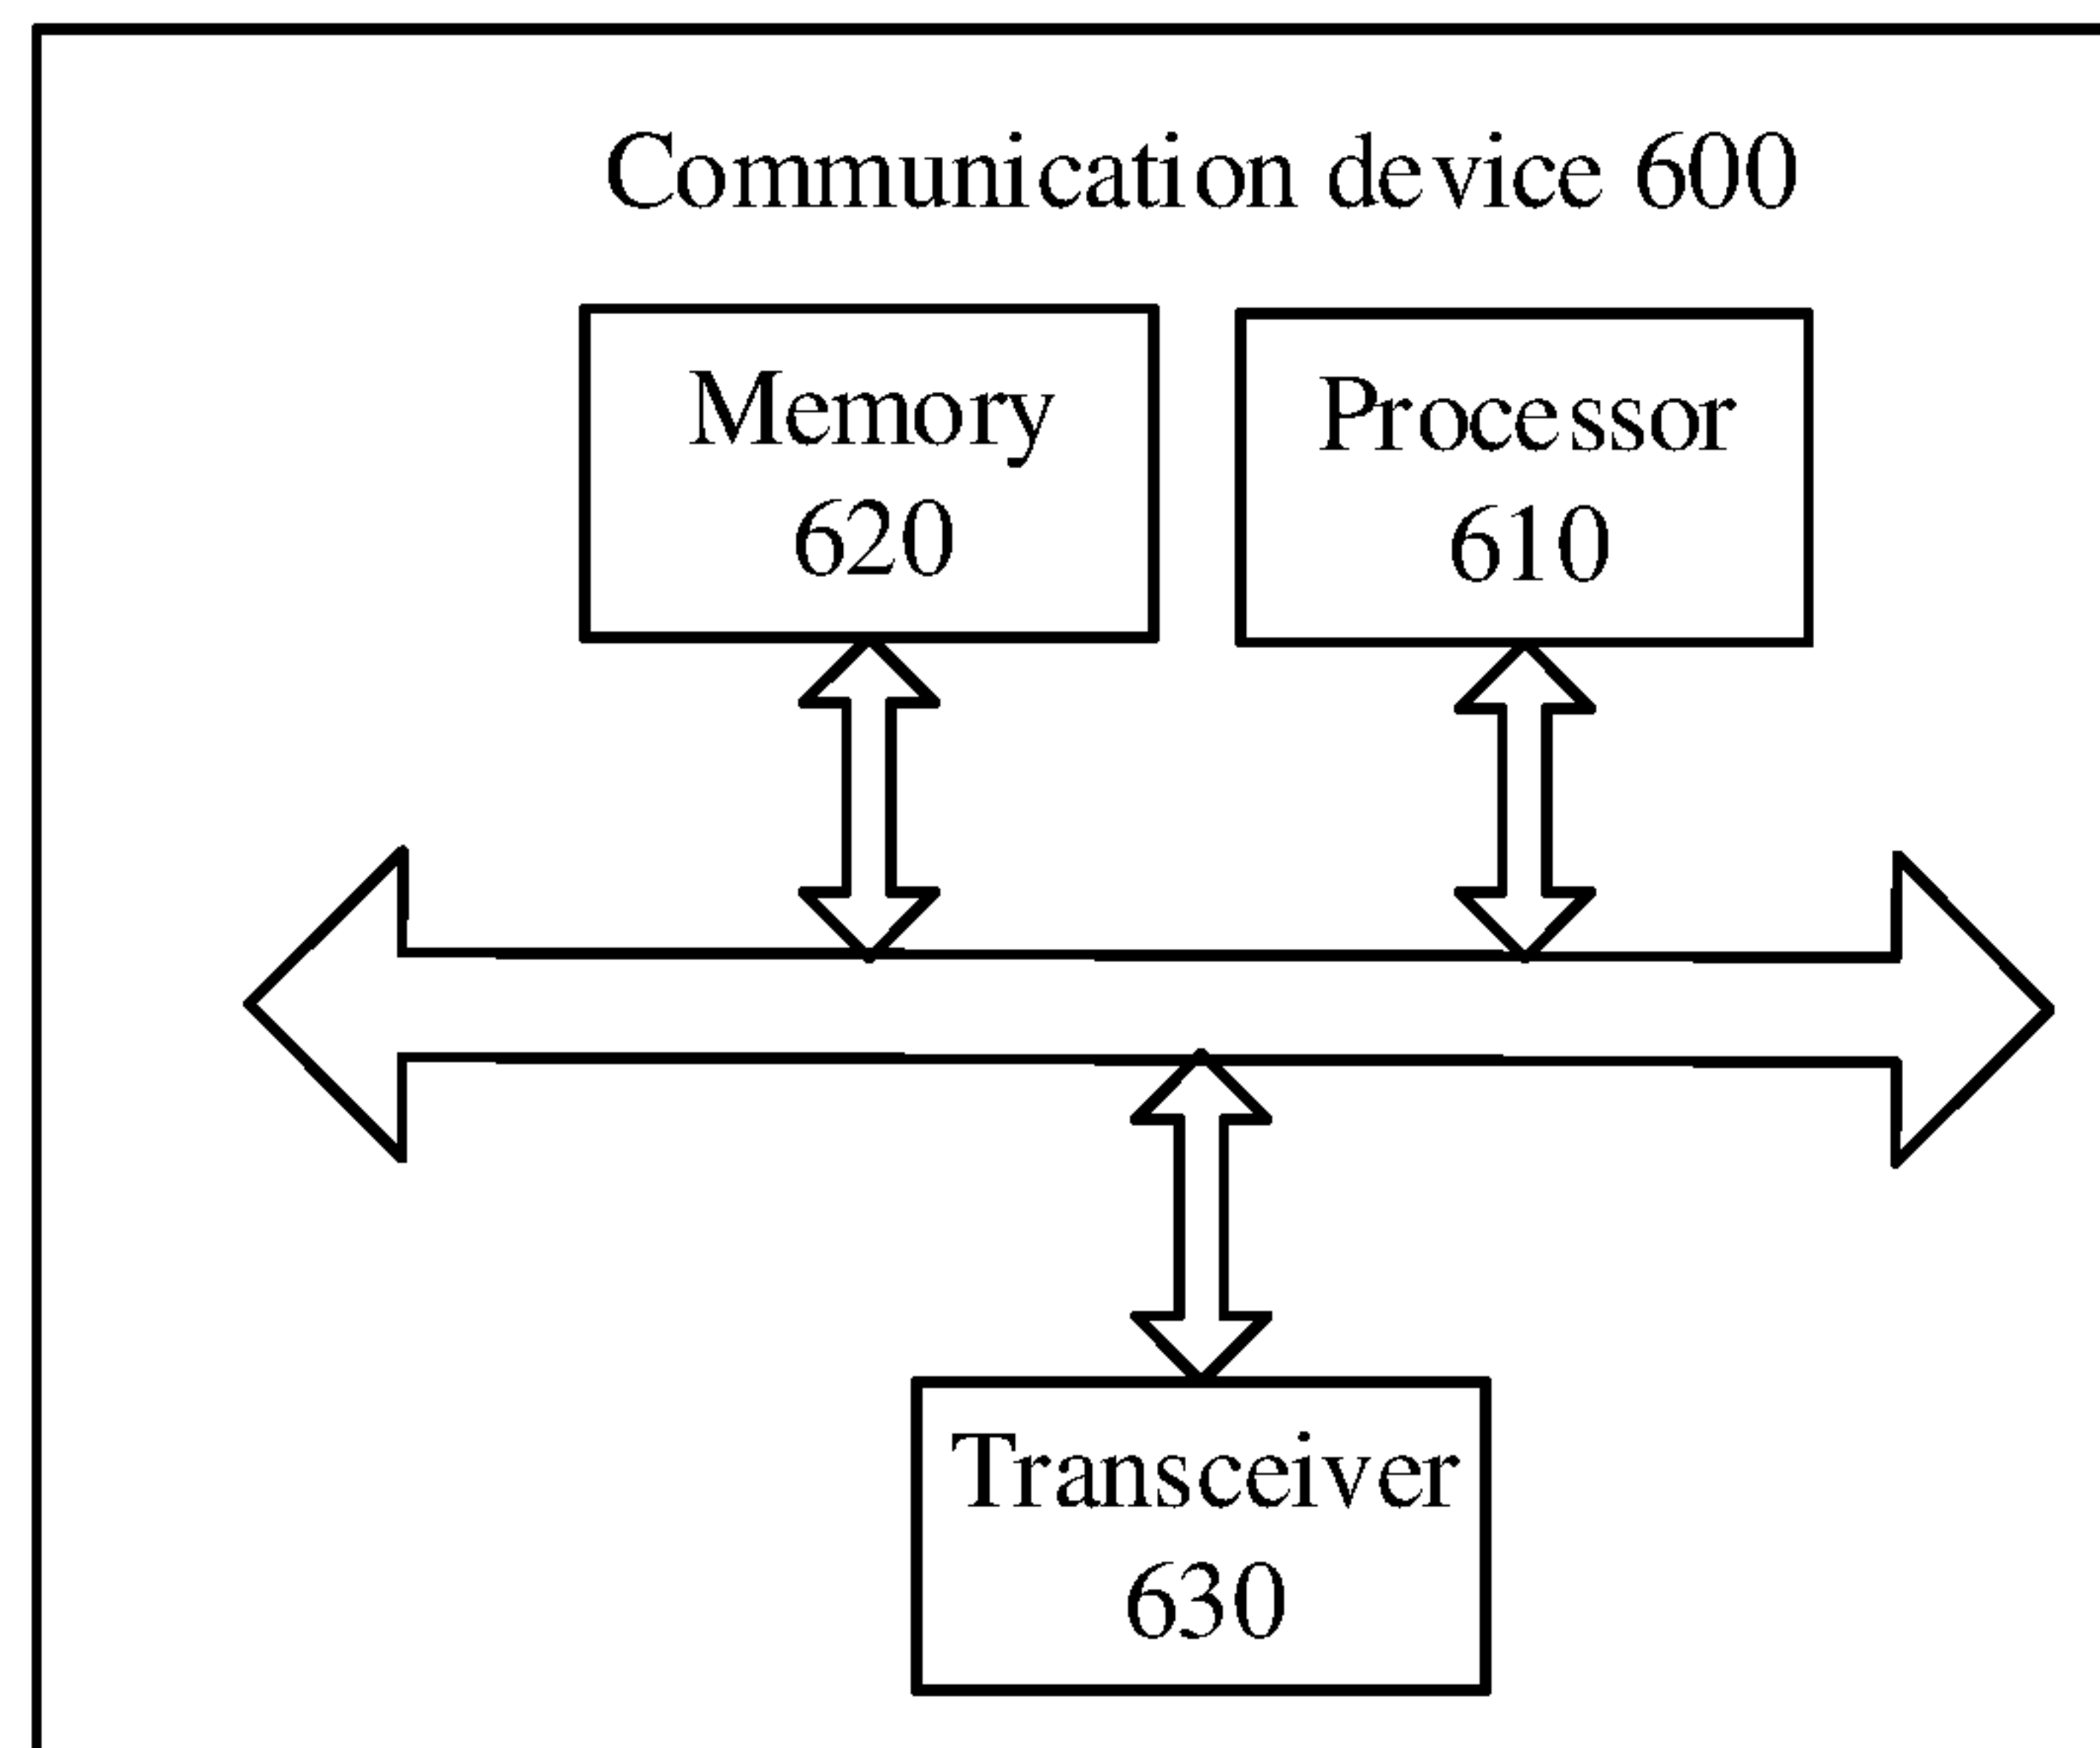 Communication device 600
Memory
620
Processor
610
Transceiver
630